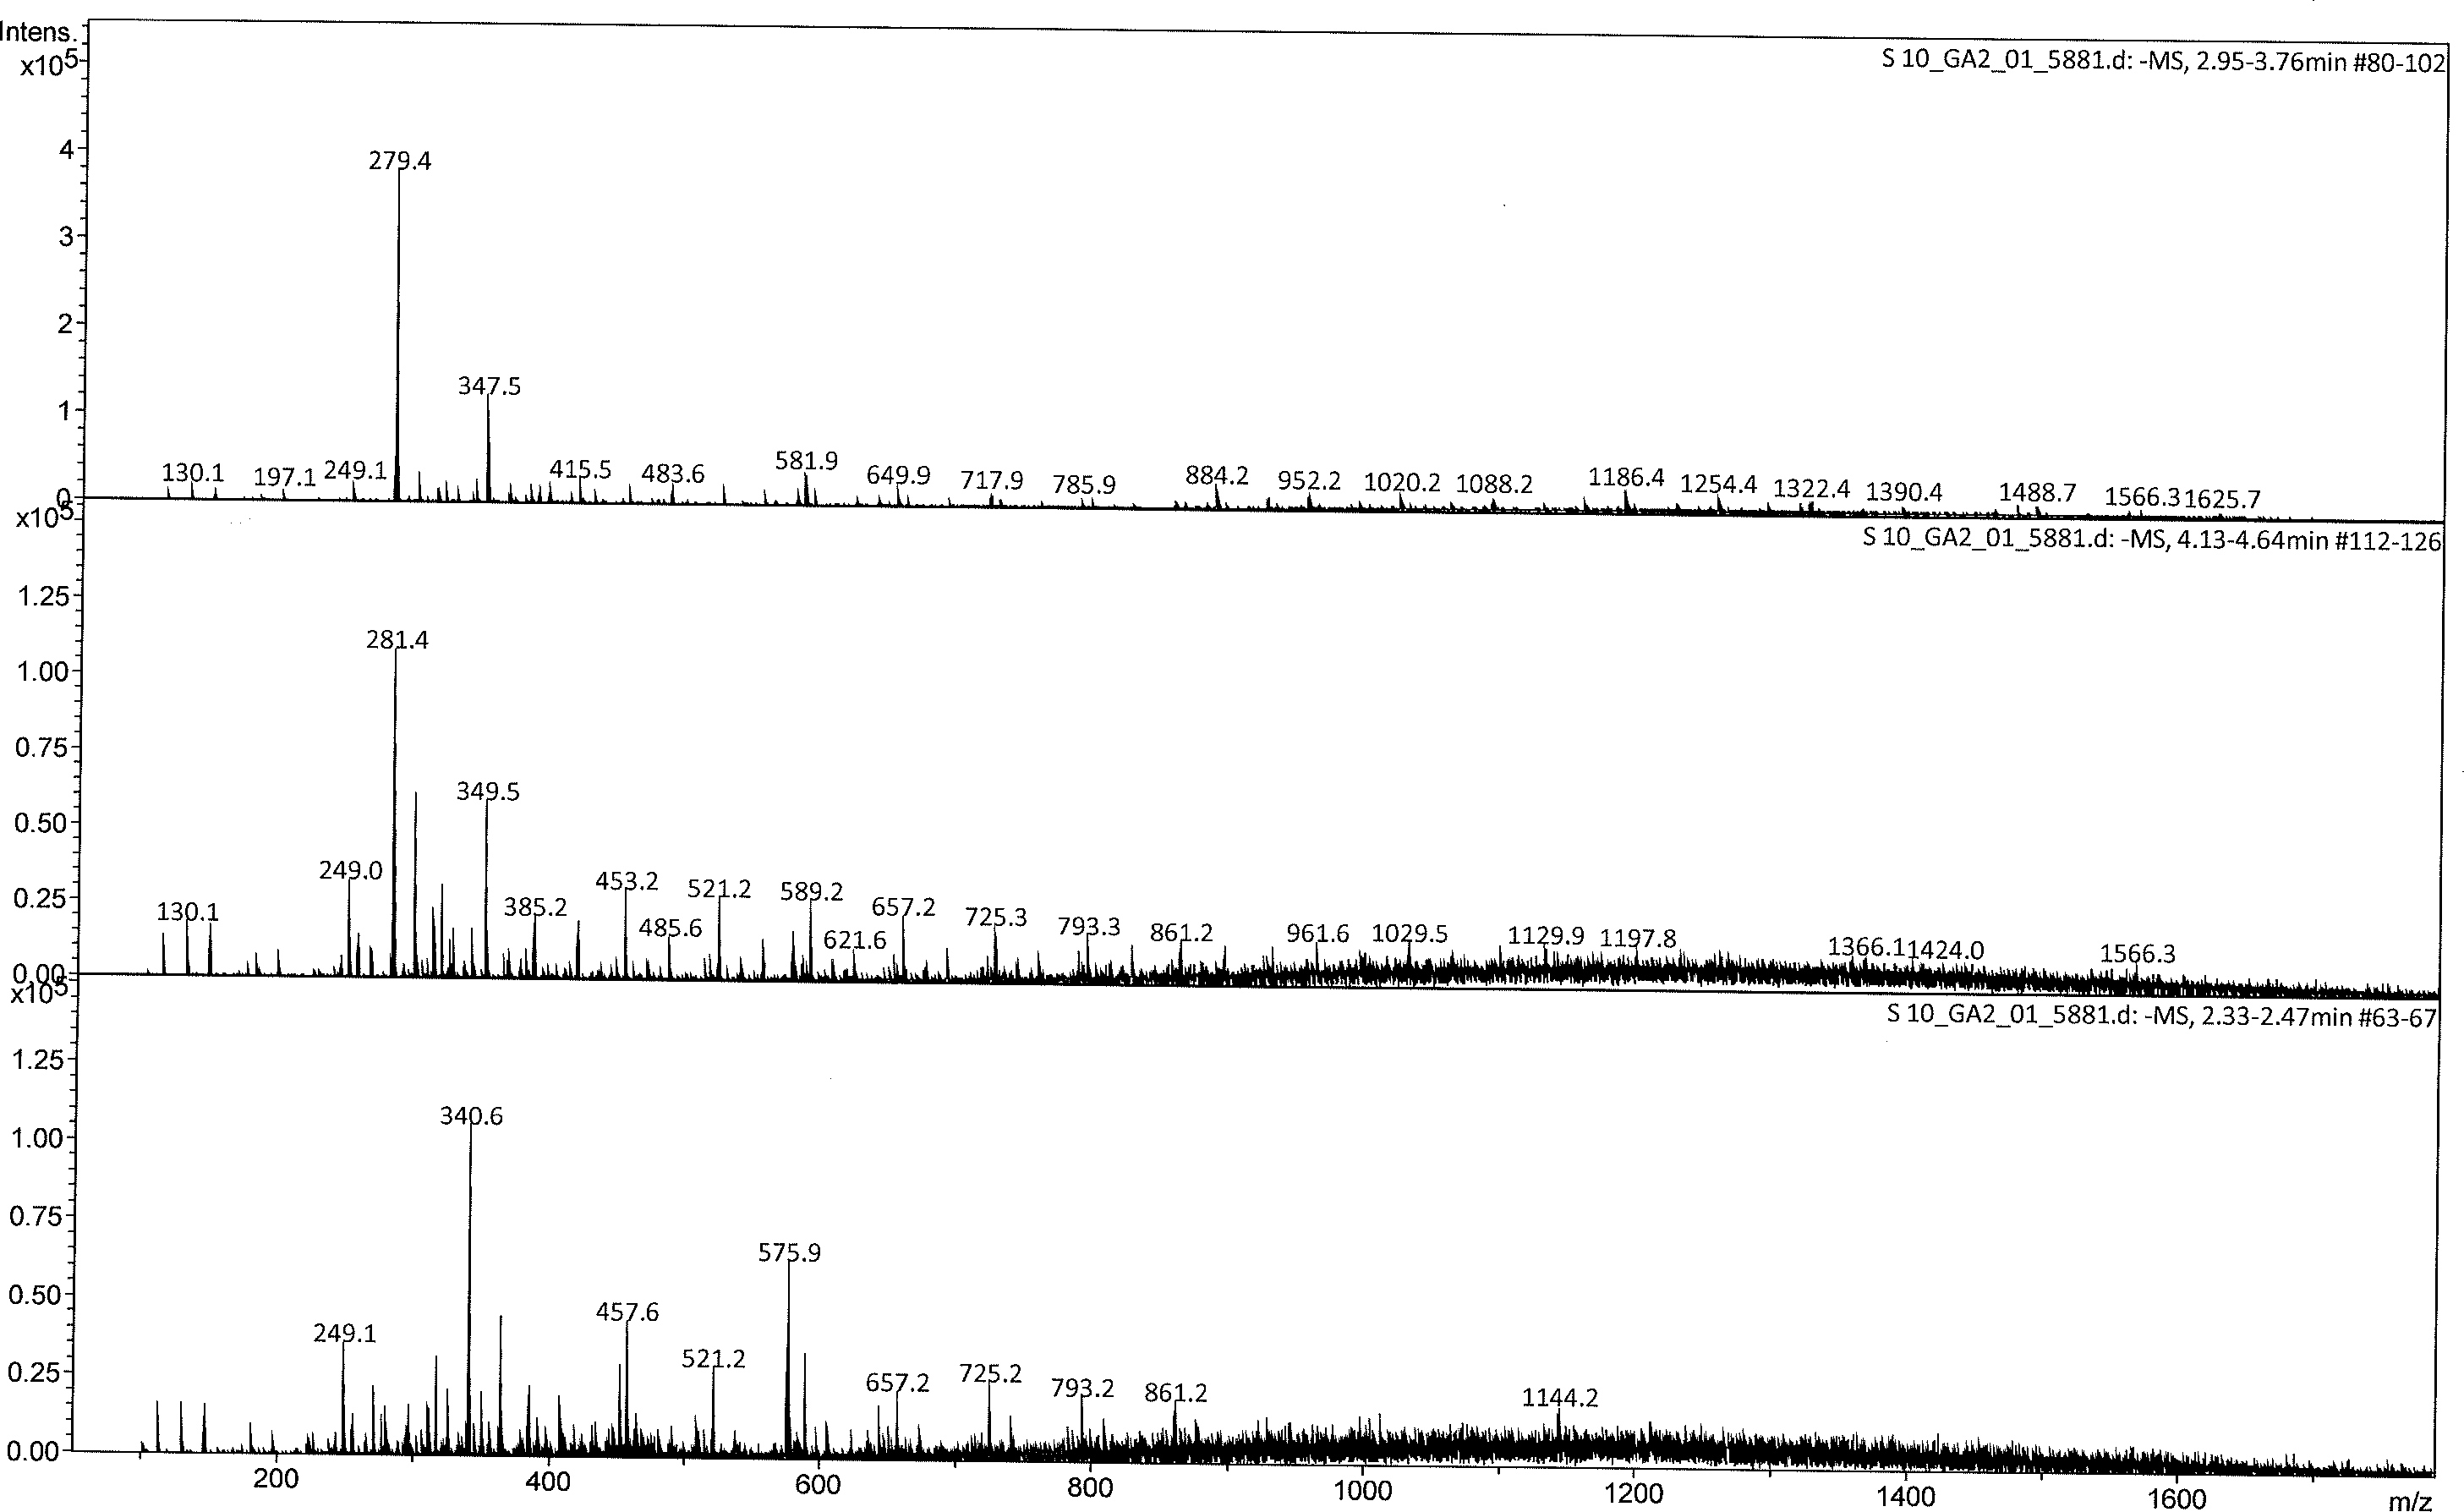 Intens.
x10⁵
S 10_GA2_01_5881.d: -MS, 2.95-3.76min #80-102
4
3
2
1
0
279.4
347.5
130.1 197.1 249.1 415.5 483.6 581.9 649.9 717.9 785.9 884.2 952.2 1020.2 1088.2 1186.4 1254.4 1322.4 1390.4 1488.7 1566.3 1625.7
x10⁵
S 10_GA2_01_5881.d: -MS, 4.13-4.64min #112-126
1.25
1.00
0.75
0.50
0.25
0.00
281.4
349.5
130.1 249.0 385.2 453.2 485.6 521.2 589.2 621.6 657.2 725.3 793.3 861.2 961.6 1029.5 1129.9 1197.8 1366.1 1424.0 1566.3
x10⁵
S 10_GA2_01_5881.d: -MS, 2.33-2.47min #63-67
1.25
1.00
0.75
0.50
0.25
0.00
340.6
575.9
249.1 457.6 521.2 657.2 725.2 793.2 861.2 1144.2
200 400 600 800 1000 1200 1400 1600 m/z